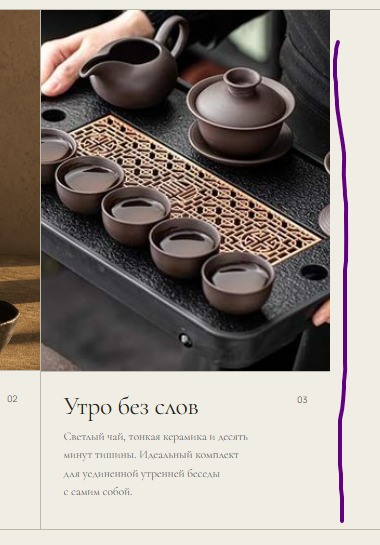 02
Утро без слов
03
Светлый чай, тонкая керамика и десять
минут тишины. Идеальный комплект
для уединенной утренней беседы
с самим собой.